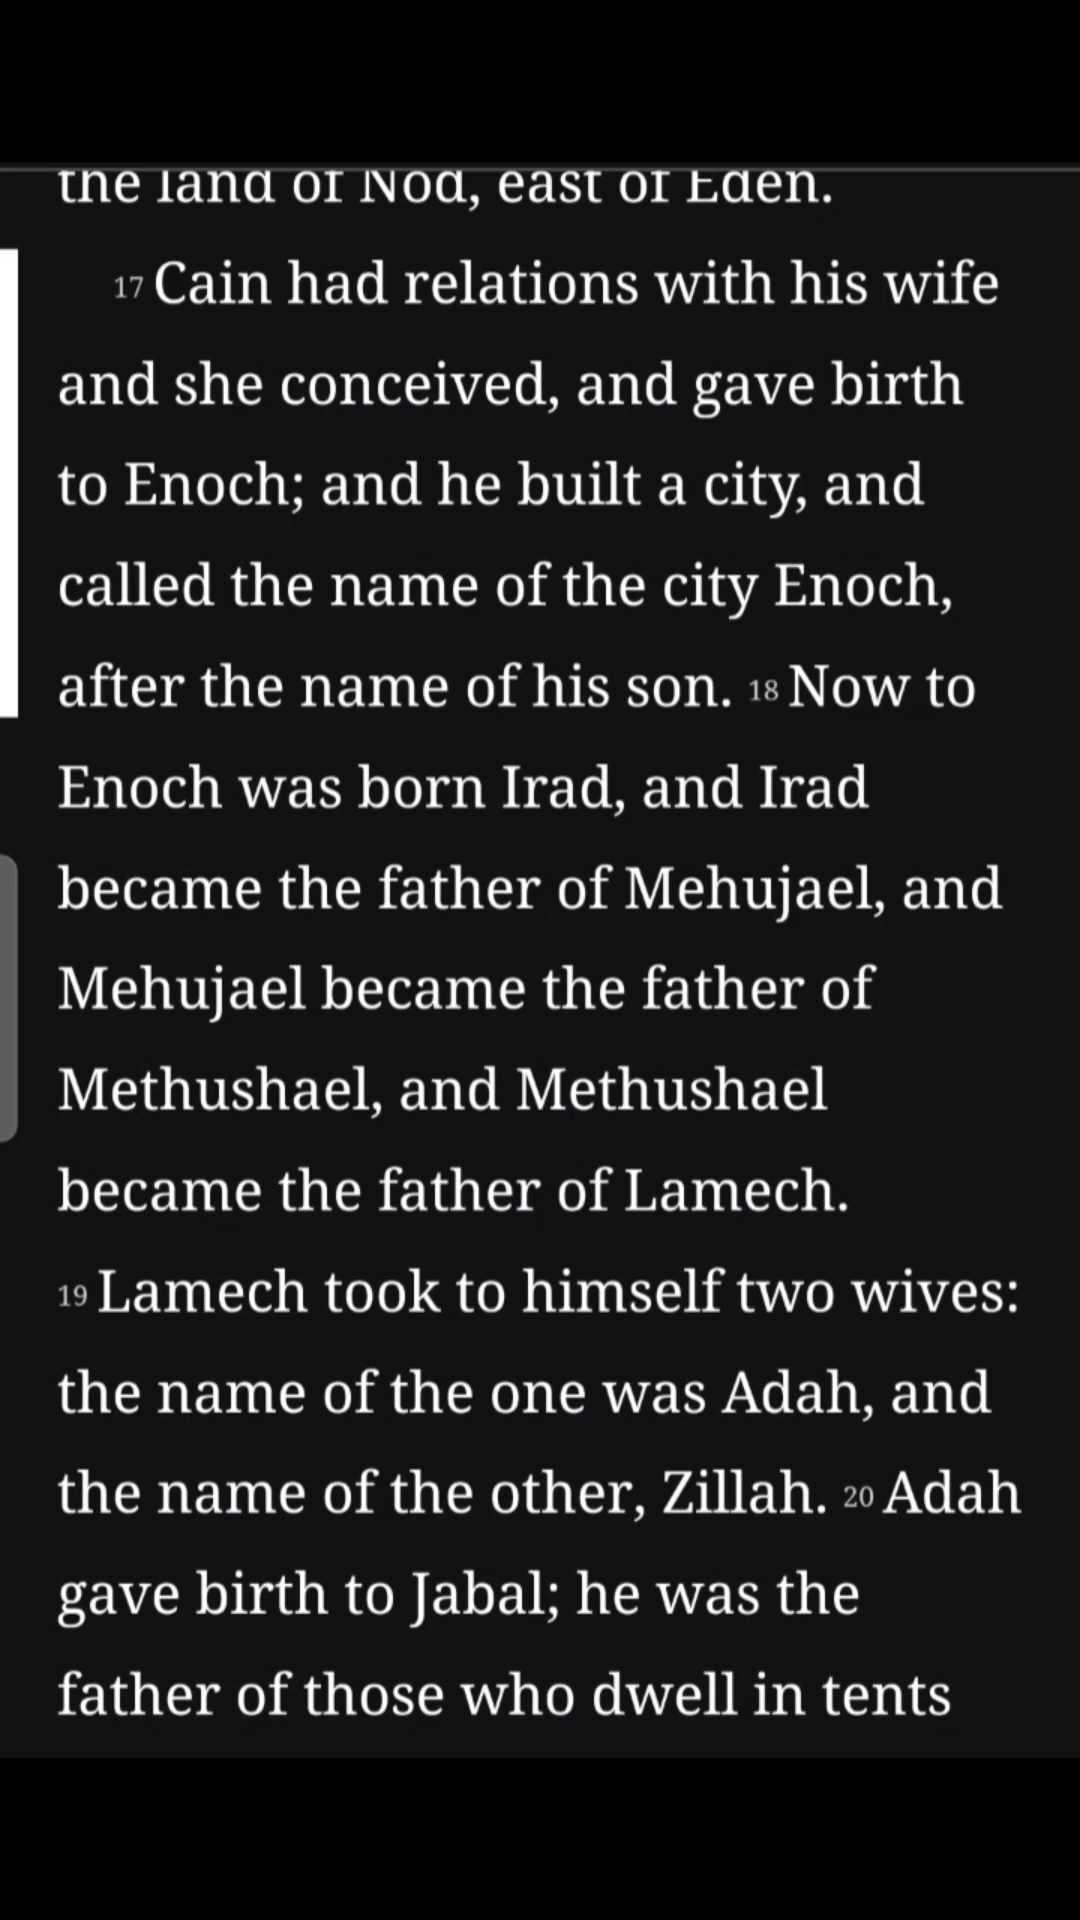 the land of Nod, east of Eden.
17 Cain had relations with his wife
and she conceived, and gave birth
to Enoch; and he built a city, and
called the name of the city Enoch,
after the name of his son. 18 Now to
Enoch was born Irad, and Irad
became the father of Mehujael, and
Mehujael became the father of
Methushael, and Methushael
became the father of Lamech.
19 Lamech took to himself two wives:
the name of the one was Adah, and
the name of the other, Zillah. 20 Adah
gave birth to Jabal; he was the
father of those who dwell in tents